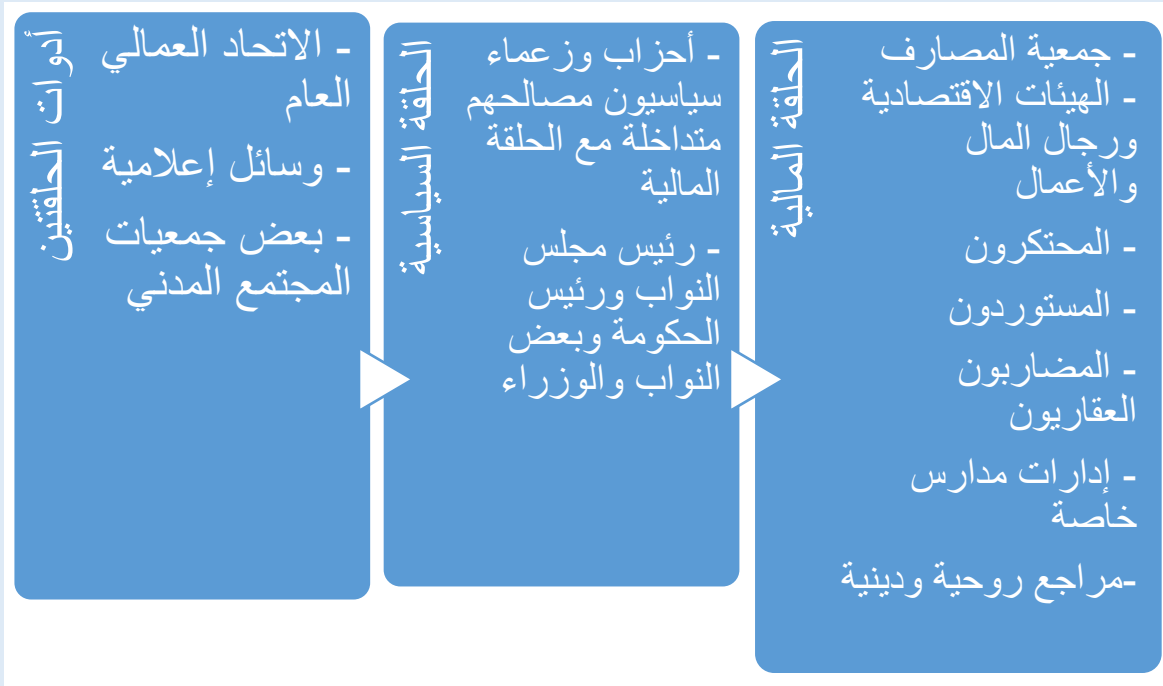 الحلقة المالية
- جمعية المصارف
- الهيئات الاقتصادية
ورجال المال
والأعمال
- المحتكرون
- المستوردون
- المضاربون
العقاريون
- إدارات مدارس
خاصة
-مراجع روحية ودينية
الحلقة السياسية
- أحزاب وزعماء
سياسيون مصالحهم
متداخلة مع الحلقة
المالية
- رئيس مجلس
النواب ورئيس
الحكومة وبعض
النواب والوزراء
أدوات الحلقتين
- الاتحاد العمالي
العام
- وسائل إعلامية
- بعض جمعيات
المجتمع المدني